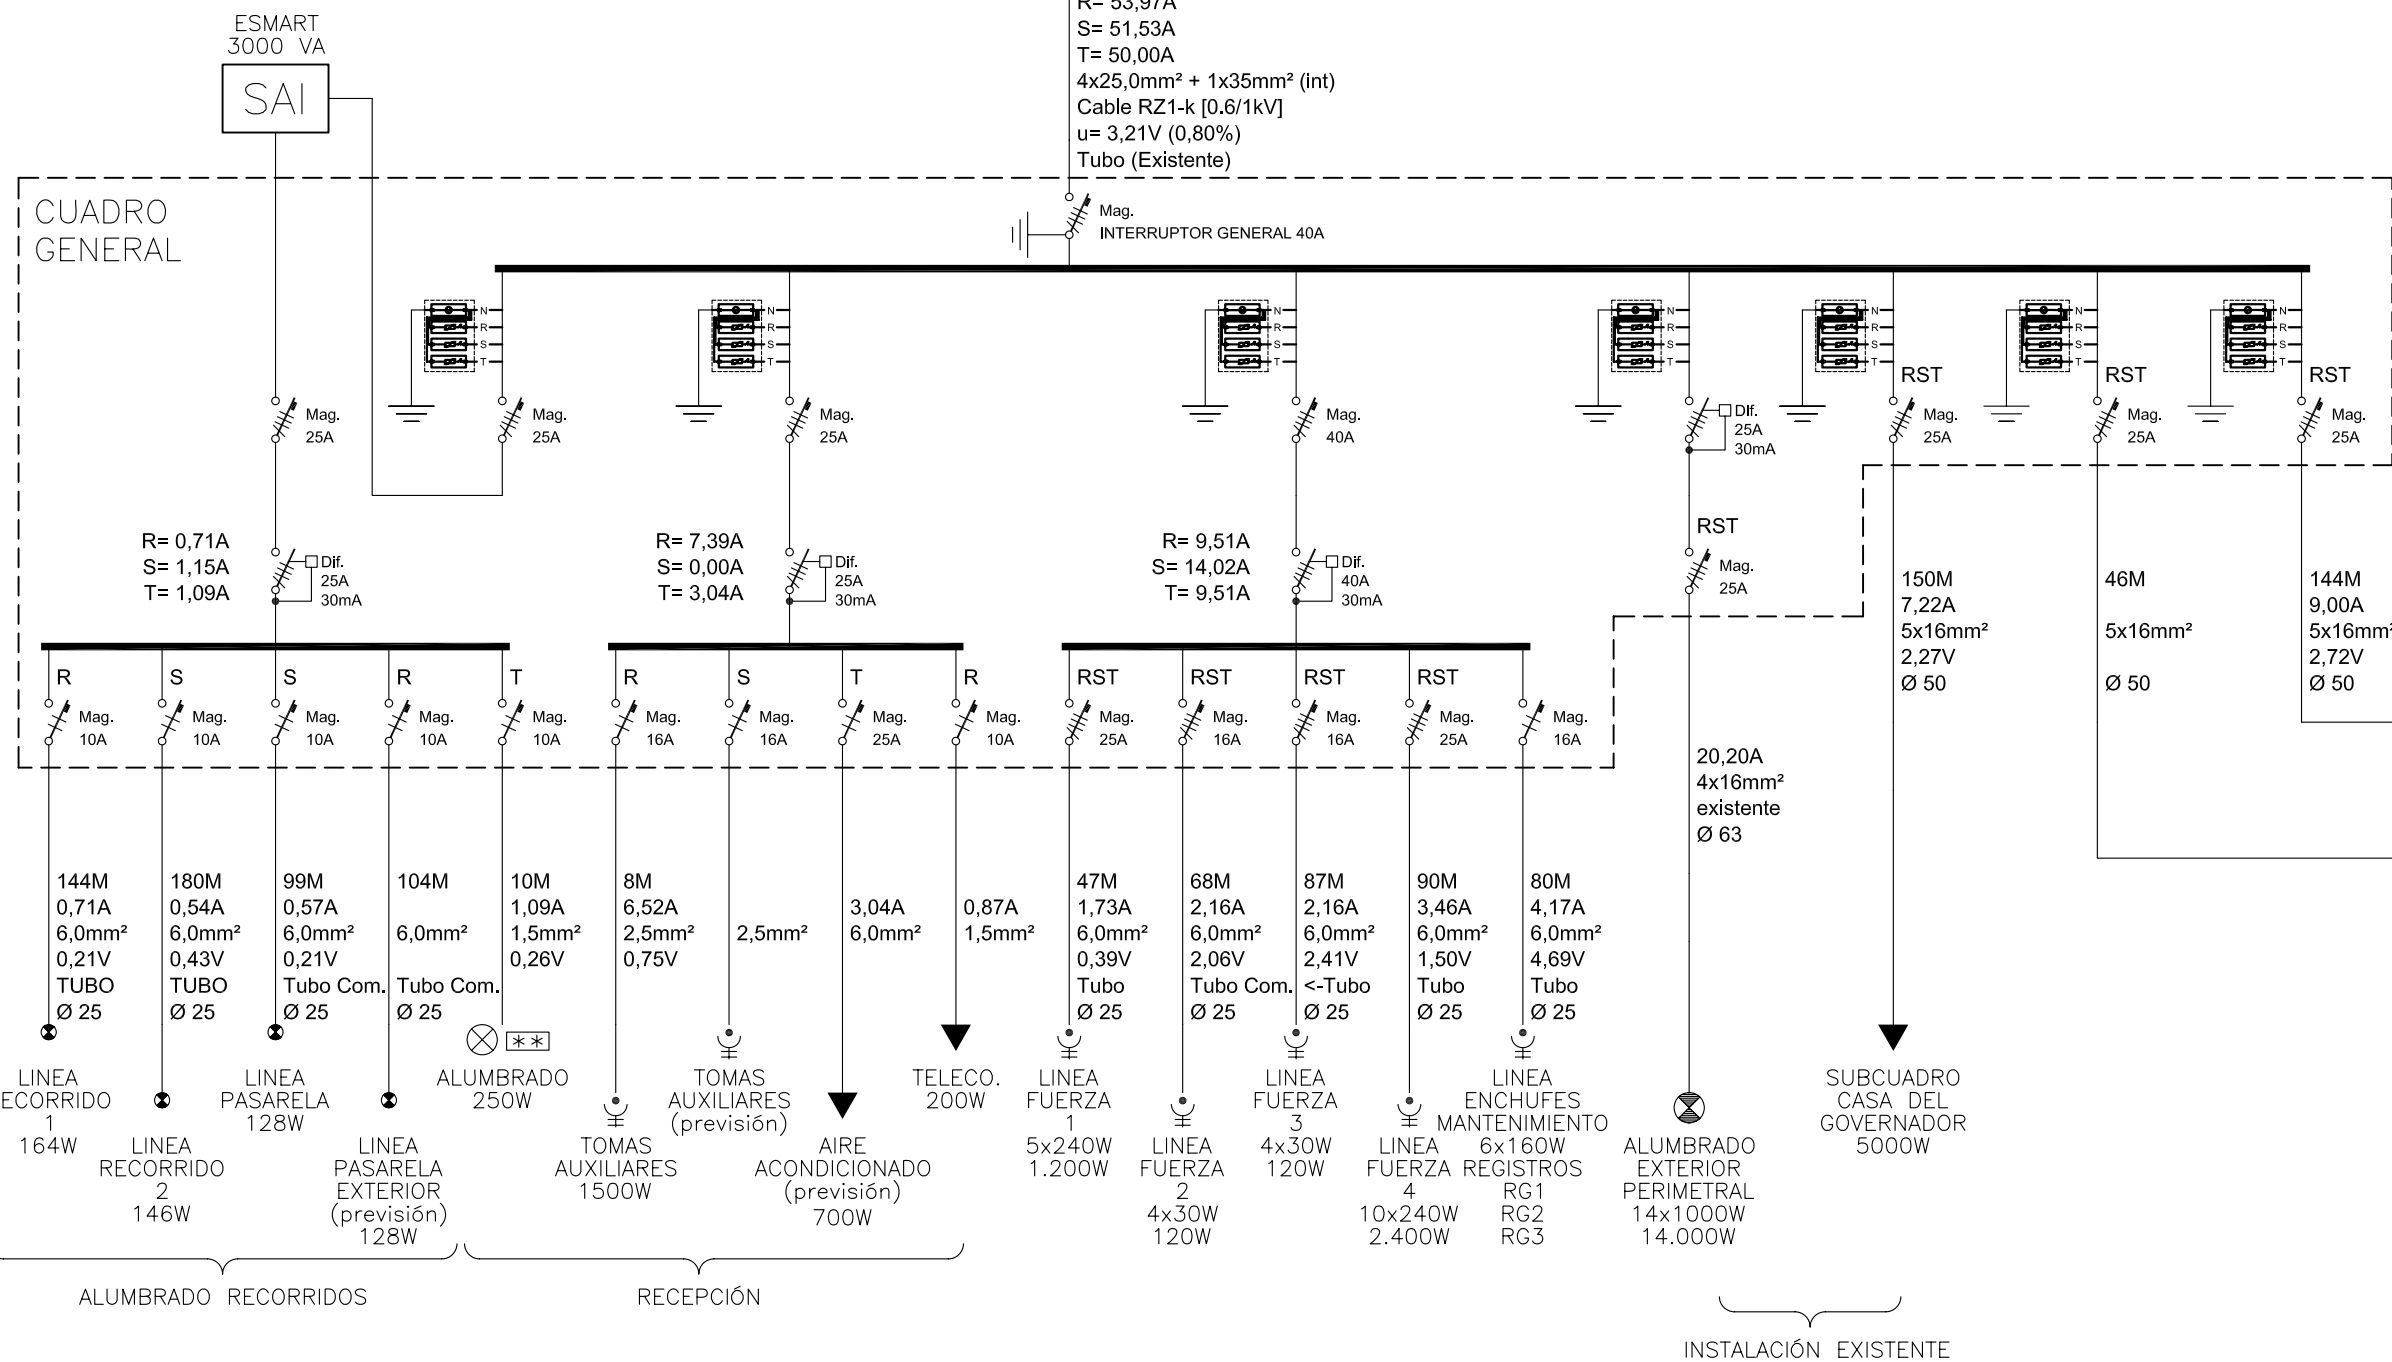 ESMART
3000 VA
SAI
R= 53,97A
S= 51,53A
T= 50,00A
4x25,0mm² + 1x35mm² (int)
Cable RZ1-k [0.6/1kV]
u= 3,21V (0,80%)
Tubo (Existente)
CUADRO
GENERAL
Mag.
INTERRUPTOR GENERAL 40A
N
R
S
T
N
R
S
T
N
R
S
T
N
R
S
T
N
R
S
T
N
R
S
T
N
R
S
T
Mag.
25A
Mag.
25A
Mag.
25A
Mag.
40A
Dif.
25A
30mA
RST
Mag.
25A
RST
Mag.
25A
RST
Mag.
25A
R= 0,71A
S= 1,15A
T= 1,09A
Dif.
25A
30mA
R= 7,39A
S= 0,00A
T= 3,04A
Dif.
25A
30mA
R= 9,51A
S= 14,02A
T= 9,51A
Dif.
40A
30mA
RST
Mag.
25A
150M
7,22A
5x16mm²
2,27V
Ø 50
46M
5x16mm²
Ø 50
144M
9,00A
5x16mm²
2,72V
Ø 50
R
Mag.
10A
S
Mag.
10A
S
Mag.
10A
R
Mag.
10A
T
Mag.
10A
R
Mag.
16A
S
Mag.
16A
T
Mag.
25A
R
Mag.
10A
RST
Mag.
25A
RST
Mag.
16A
RST
Mag.
16A
RST
Mag.
25A
Mag.
16A
20,20A
4x16mm²
existente
Ø 63
144M
0,71A
6,0mm²
0,21V
TUBO
Ø 25
180M
0,54A
6,0mm²
0,43V
TUBO
Ø 25
99M
0,57A
6,0mm²
0,21V
Tubo Com.
Ø 25
104M
6,0mm²
Tubo Com.
Ø 25
10M
1,09A
1,5mm²
0,26V
8M
6,52A
2,5mm²
0,75V
2,5mm²
3,04A
6,0mm²
0,87A
1,5mm²
47M
1,73A
6,0mm²
0,39V
Tubo
Ø 25
68M
2,16A
6,0mm²
2,06V
Tubo Com.
Ø 25
87M
2,16A
6,0mm²
2,41V
<-Tubo
Ø 25
90M
3,46A
6,0mm²
1,50V
Tubo
Ø 25
80M
4,17A
6,0mm²
4,69V
Tubo
Ø 25
**
LINEA
ECORRIDO
1
164W
LINEA
RECORRIDO
2
146W
LINEA
PASARELA
128W
LINEA
PASARELA
EXTERIOR
(previsión)
128W
ALUMBRADO
250W
TOMAS
AUXILIARES
1500W
TOMAS
AUXILIARES
(previsión)
AIRE
ACONDICIONADO
(previsión)
700W
TELECO.
200W
LINEA
FUERZA
1
5x240W
1.200W
LINEA
FUERZA
2
4x30W
120W
LINEA
FUERZA
3
4x30W
120W
LINEA
FUERZA
4
10x240W
2.400W
LINEA
ENCHUFES
MANTENIMIENTO
6x160W
REGISTROS
RG1
RG2
RG3
ALUMBRADO
EXTERIOR
PERIMETRAL
14x1000W
14.000W
SUBCUADRO
CASA DEL
GOVERNADOR
5000W
ALUMBRADO RECORRIDOS
RECEPCIÓN
INSTALACIÓN EXISTENTE